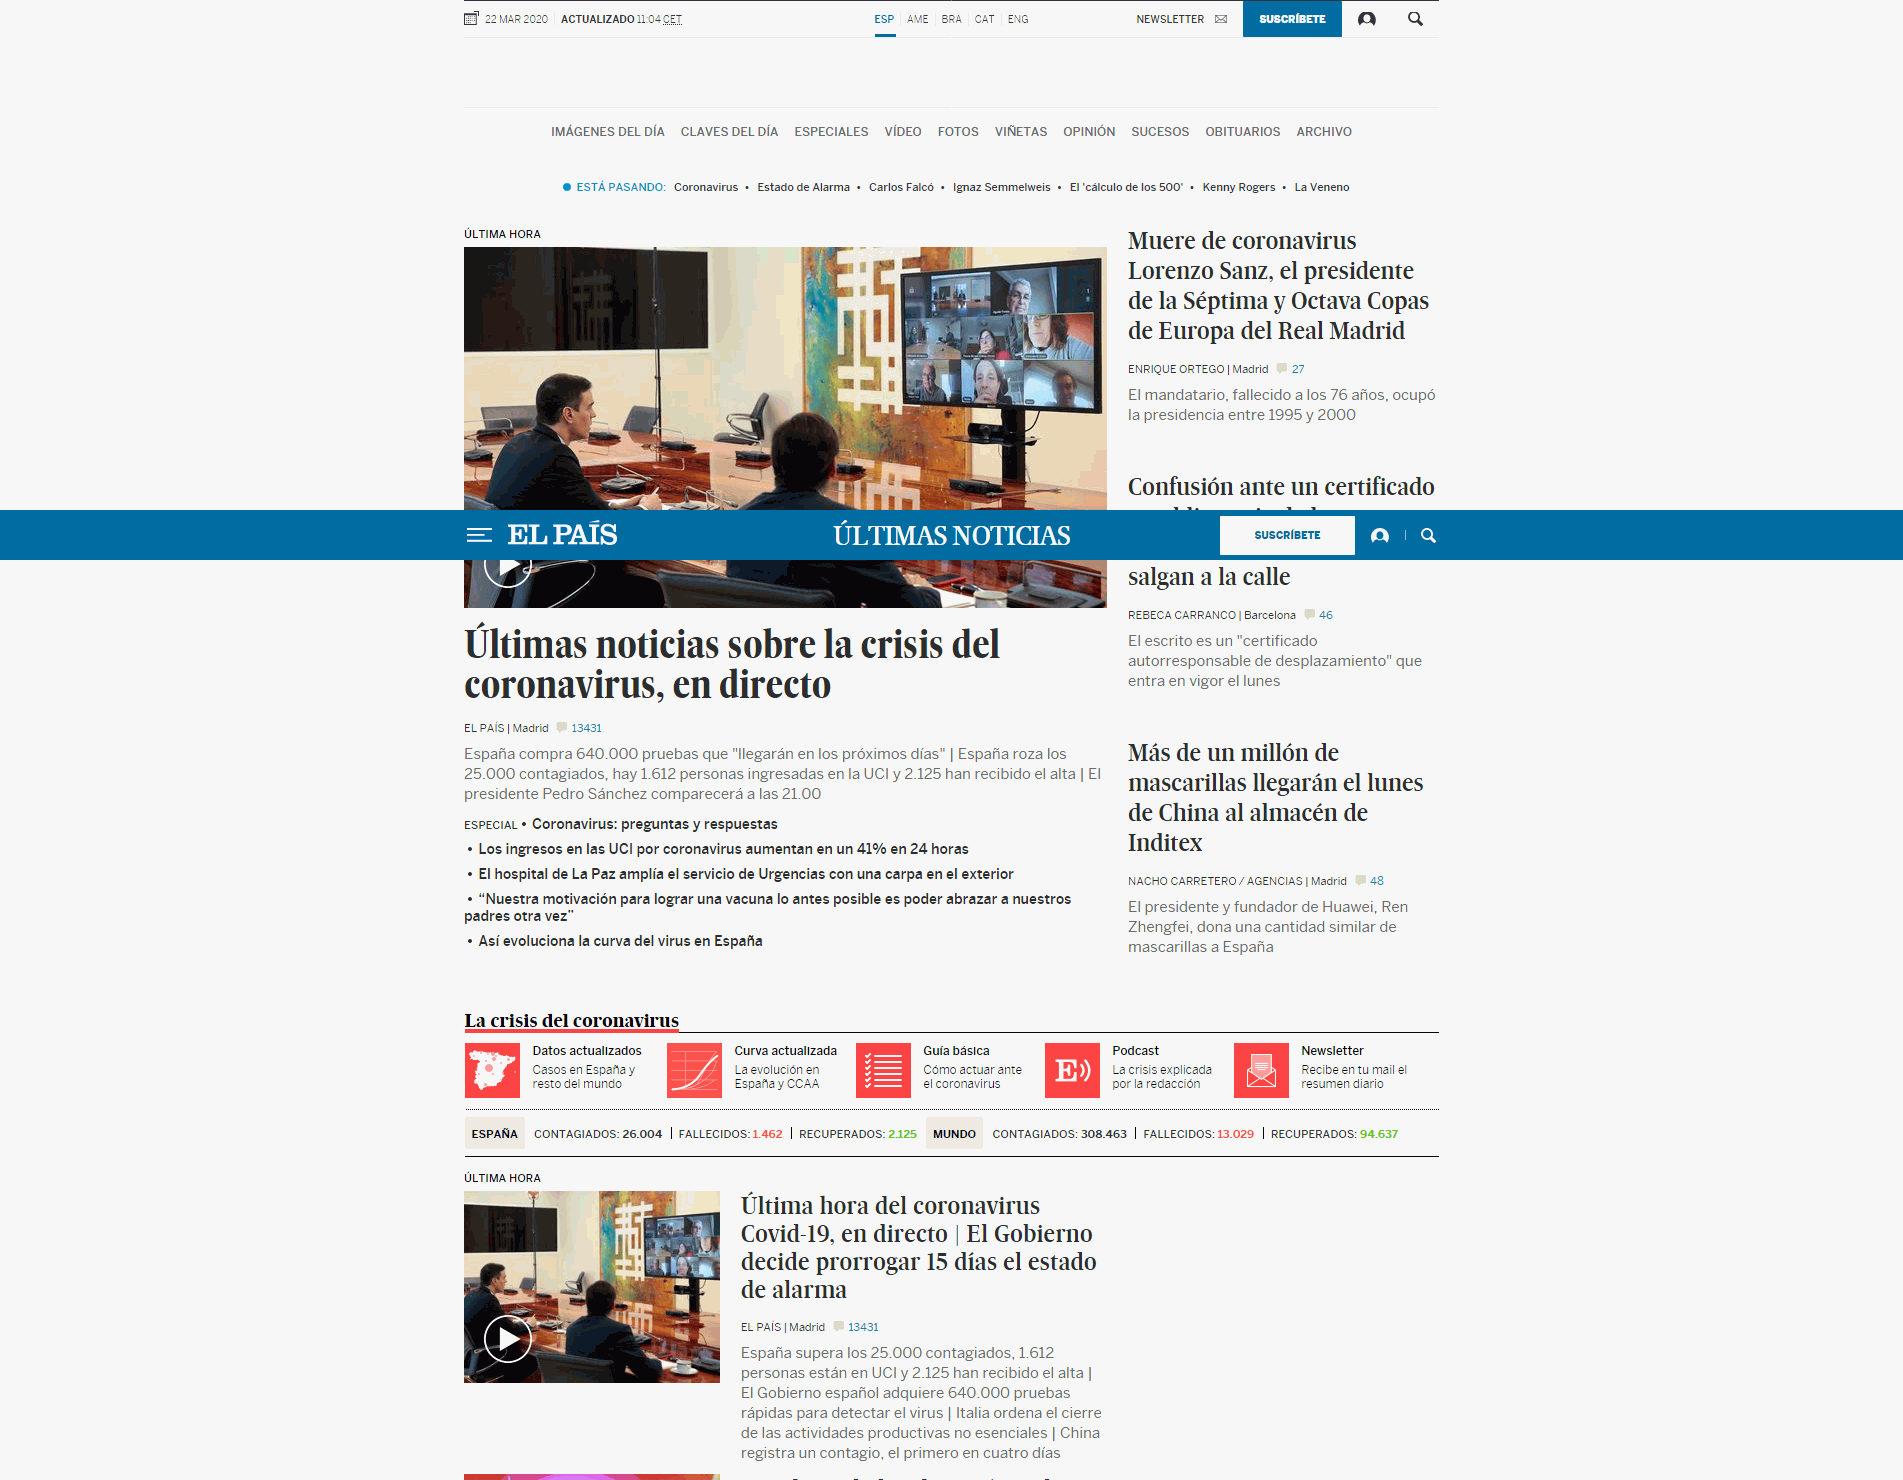 22 MAR 2020 ACTUALIZADO 11:04 CET
ESP AME BRA CAT ENG
NEWSLETTER
SUSCRÍBETE
IMÁGENES DEL DÍA CLAVES DEL DÍA ESPECIALES VÍDEO FOTOS VIÑETAS OPINIÓN SUCESOS OBITUARIOS ARCHIVO
ESTÁ PASANDO: Coronavirus • Estado de Alarma • Carlos Falcó • Ignaz Semmelweis • El 'cálculo de los 500' • Kenny Rogers • La Veneno
ÚLTIMA HORA
Muere de coronavirus
Lorenzo Sanz, el presidente
de la Séptima y Octava Copas
de Europa del Real Madrid
ENRIQUE ORTEGO | Madrid 27
El mandatario, fallecido a los 76 años, ocupó
la presidencia entre 1995 y 2000
Confusión ante un certificado
EL PAÍS
ÚLTIMAS NOTICIAS
SUSCRÍBETE
salgan a la calle
REBECA CARRANCO | Barcelona 46
El escrito es un "certificado
autorresponsable de desplazamiento" que
entra en vigor el lunes
Últimas noticias sobre la crisis del
coronavirus, en directo
EL PAÍS | Madrid 13431
España compra 640.000 pruebas que "llegarán en los próximos días" | España roza los
25.000 contagiados, hay 1.612 personas ingresadas en la UCI y 2.125 han recibido el alta | El
presidente Pedro Sánchez comparecerá a las 21.00
ESPECIAL • Coronavirus: preguntas y respuestas
• Los ingresos en las UCI por coronavirus aumentan en un 41% en 24 horas
• El hospital de La Paz amplía el servicio de Urgencias con una carpa en el exterior
• “Nuestra motivación para lograr una vacuna lo antes posible es poder abrazar a nuestros
padres otra vez”
• Así evoluciona la curva del virus en España
Más de un millón de
mascarillas llegarán el lunes
de China al almacén de
Inditex
NACHO CARRETERO / AGENCIAS | Madrid 48
El presidente y fundador de Huawei, Ren
Zhengfei, dona una cantidad similar de
mascarillas a España
La crisis del coronavirus
Datos actualizados
Casos en España y
resto del mundo
Curva actualizada
La evolución en
España y CCAA
Guía básica
Cómo actuar ante
el coronavirus
E
Podcast
La crisis explicada
por la redacción
Newsletter
Recibe en tu mail el
resumen diario
ESPAÑA CONTAGIADOS: 26.004 | FALLECIDOS: 1.462 | RECUPERADOS: 2.125 MUNDO CONTAGIADOS: 308.463 | FALLECIDOS: 13.029 | RECUPERADOS: 94.637
ÚLTIMA HORA
Última hora del coronavirus
Covid-19, en directo | El Gobierno
decide prorrogar 15 días el estado
de alarma
EL PAÍS | Madrid 13431
España supera los 25.000 contagiados, 1.612
personas están en UCI y 2.125 han recibido el alta |
El Gobierno español adquiere 640.000 pruebas
rápidas para detectar el virus | Italia ordena el cierre
de las actividades productivas no esenciales | China
registra un contagio, el primero en cuatro días